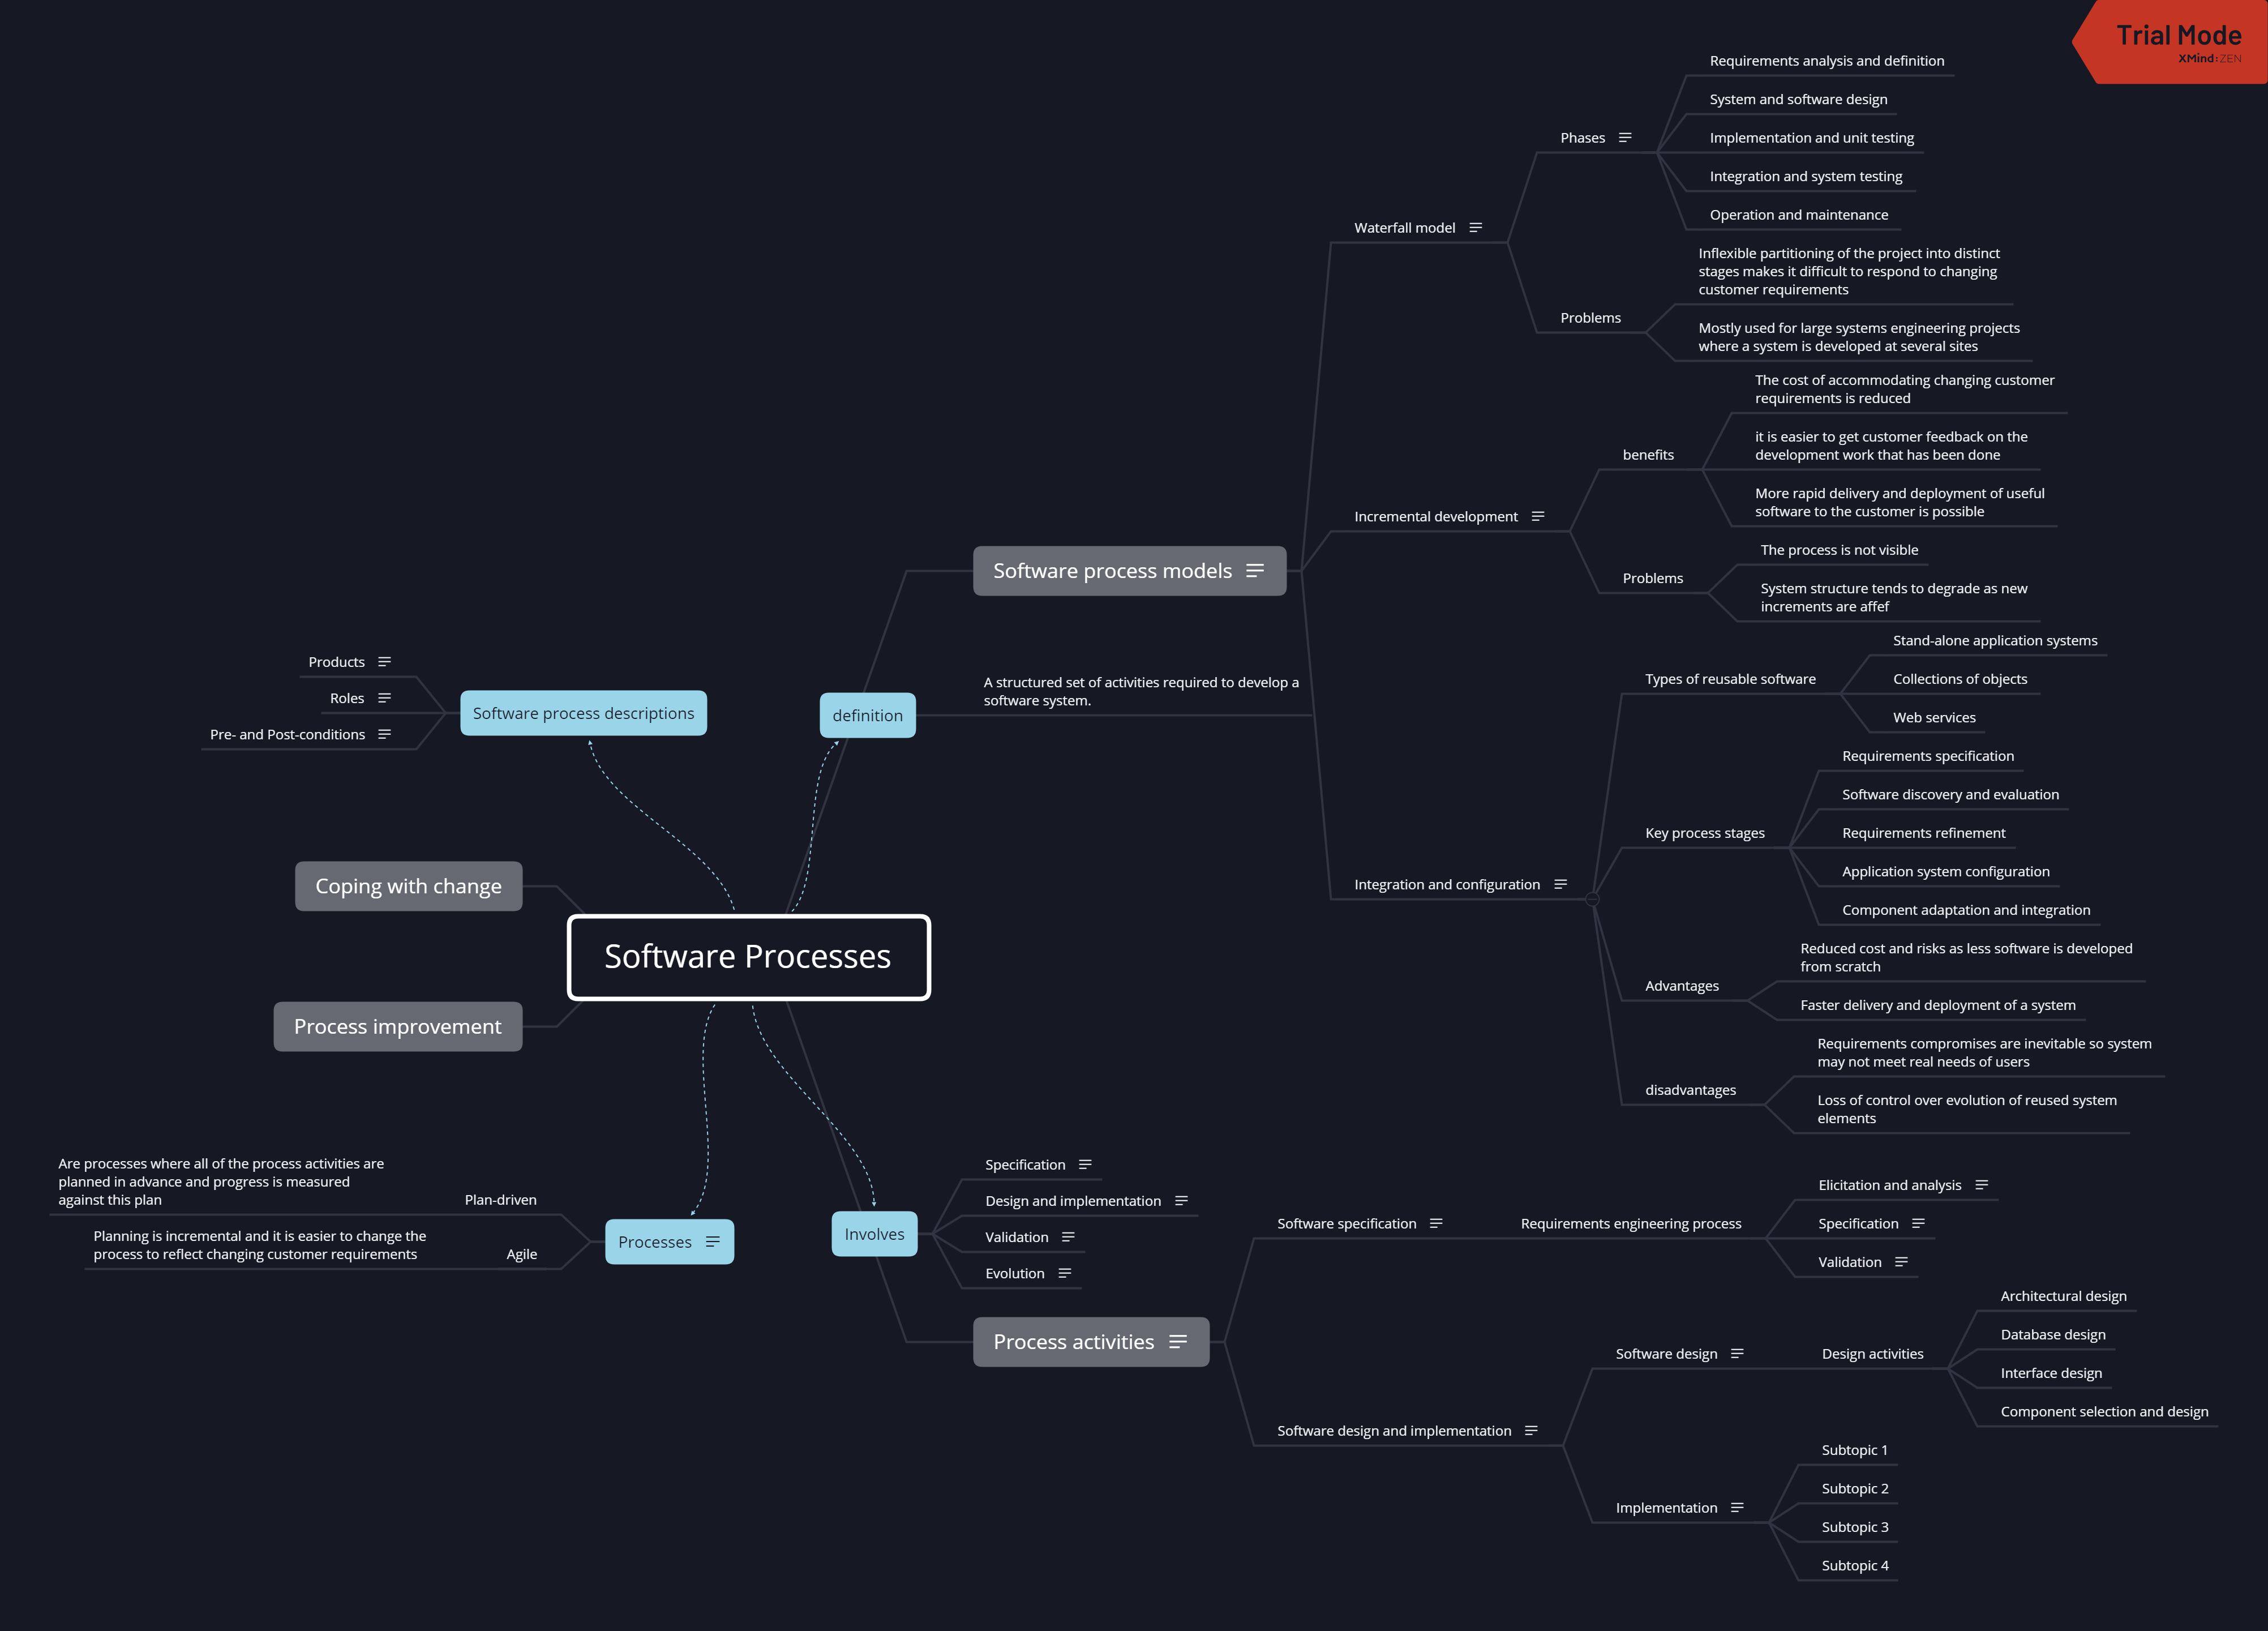 Trial Mode
XMind:ZEN
Requirements analysis and definition
System and software design
Phases
Implementation and unit testing
Integration and system testing
Operation and maintenance
Waterfall model
Inflexible partitioning of the project into distinct
stages makes it difficult to respond to changing
customer requirements
Problems
Mostly used for large systems engineering projects
where a system is developed at several sites
The cost of accommodating changing customer
requirements is reduced
benefits
it is easier to get customer feedback on the
development work that has been done
More rapid delivery and deployment of useful
software to the customer is possible
Incremental development
The process is not visible
Problems
System structure tends to degrade as new
increments are affef
Software process models
Stand-alone application systems
Types of reusable software
Collections of objects
Web services
Requirements specification
Software discovery and evaluation
Key process stages
Requirements refinement
Application system configuration
Component adaptation and integration
Integration and configuration
Reduced cost and risks as less software is developed
from scratch
Advantages
Faster delivery and deployment of a system
Requirements compromises are inevitable so system
may not meet real needs of users
disadvantages
Loss of control over evolution of reused system
elements
Products
Roles
Pre- and Post-conditions
Software process descriptions
definition
A structured set of activities required to develop a
software system.
Coping with change
Software Processes
Process improvement
Are processes where all of the process activities are
planned in advance and progress is measured
against this plan
Plan-driven
Planning is incremental and it is easier to change the
process to reflect changing customer requirements
Agile
Processes
Involves
Specification
Design and implementation
Validation
Evolution
Process activities
Software specification
Requirements engineering process
Elicitation and analysis
Specification
Validation
Software design and implementation
Software design
Design activities
Architectural design
Database design
Interface design
Component selection and design
Implementation
Subtopic 1
Subtopic 2
Subtopic 3
Subtopic 4